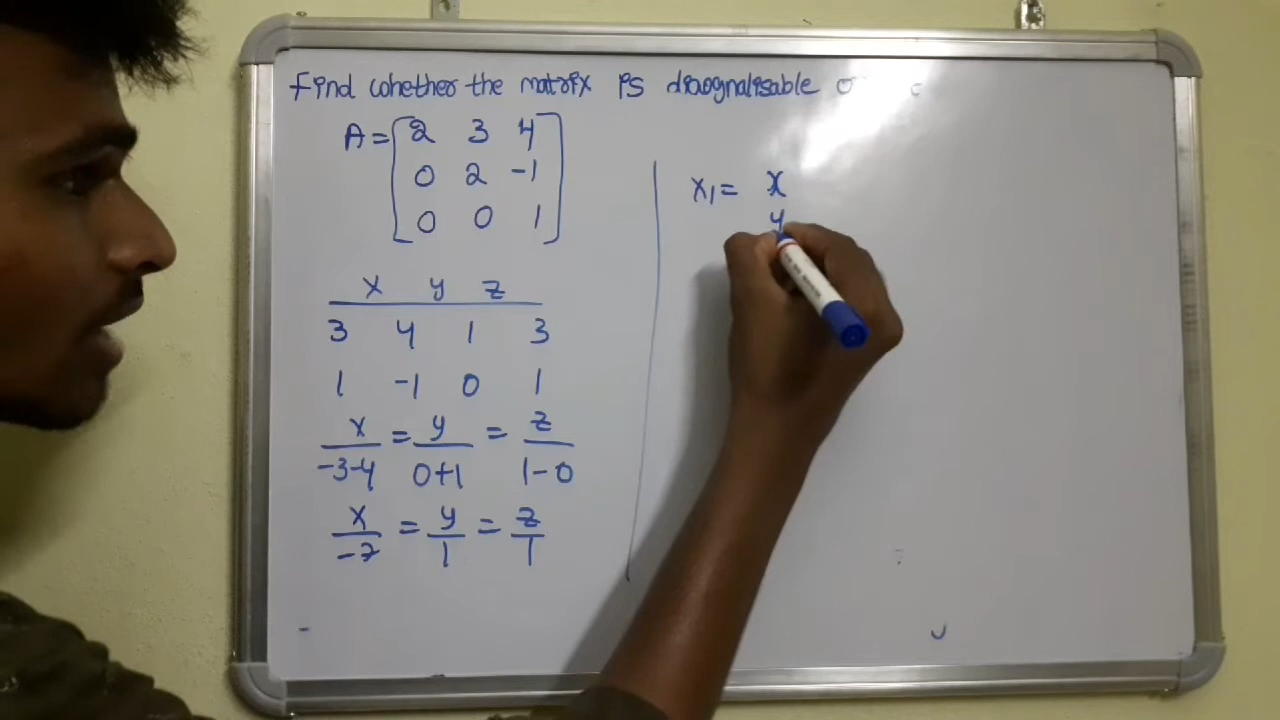 Find whether the matrix is diaognalisable o
A = [ 2 3 4
0 2 -1
0 0 1 ]
x y z
3 4 1 3
1 -1 0 1
x/-3-4 = y/0+1 = z/1-0
x/-7 = y/1 = z/1
X1 = x
y